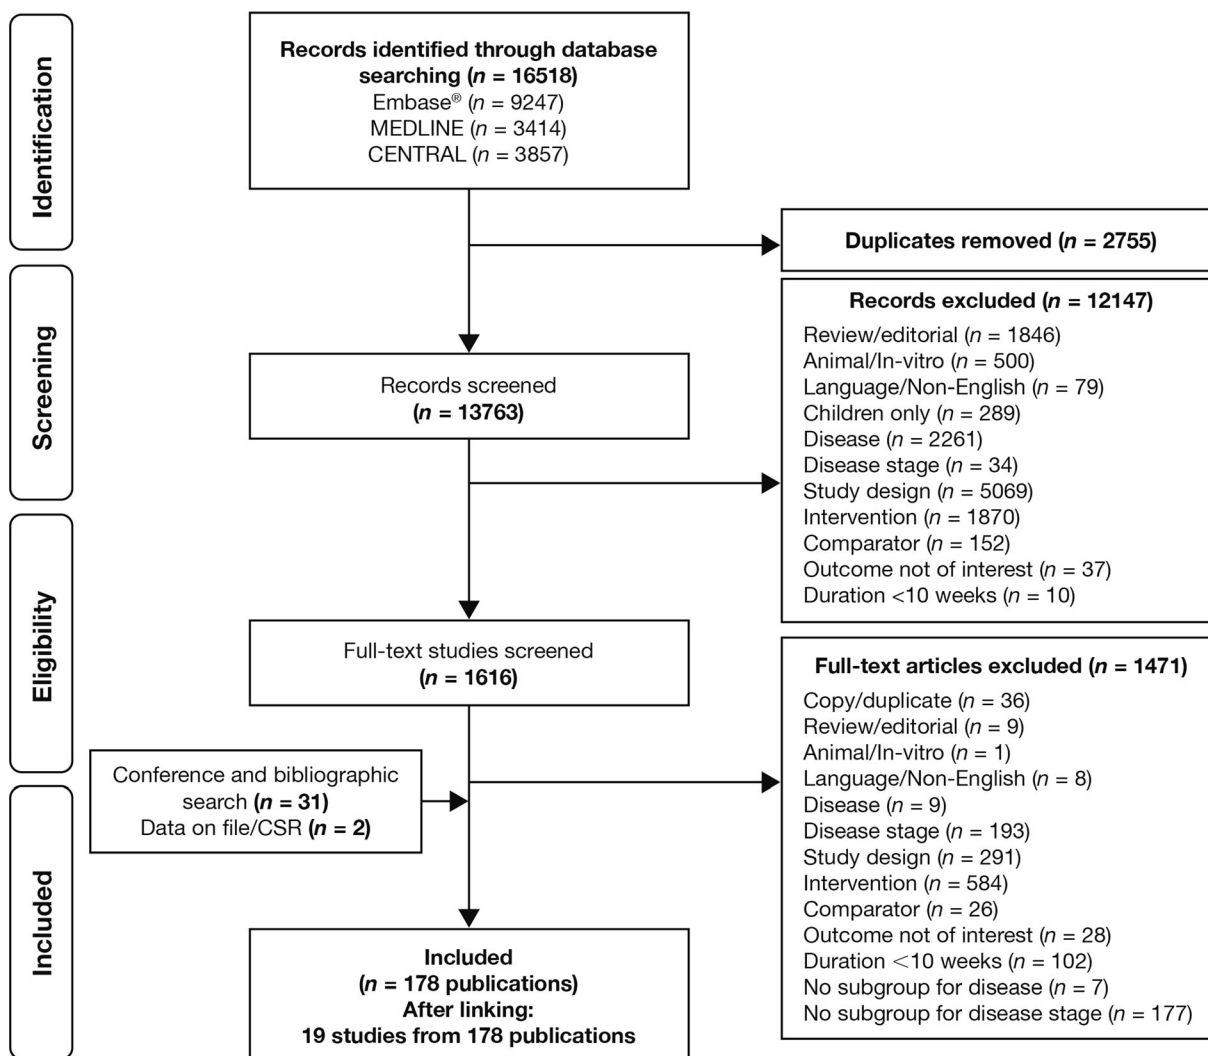 Identification
Records identified through database
searching (n = 16518)
Embase® (n = 9247)
MEDLINE (n = 3414)
CENTRAL (n = 3857)
Duplicates removed (n = 2755)
Screening
Records screened
(n = 13763)
Records excluded (n = 12147)
Review/editorial (n = 1846)
Animal/In-vitro (n = 500)
Language/Non-English (n = 79)
Children only (n = 289)
Disease (n = 2261)
Disease stage (n = 34)
Study design (n = 5069)
Intervention (n = 1870)
Comparator (n = 152)
Outcome not of interest (n = 37)
Duration <10 weeks (n = 10)
Eligibility
Full-text studies screened
(n = 1616)
Full-text articles excluded (n = 1471)
Copy/duplicate (n = 36)
Review/editorial (n = 9)
Animal/In-vitro (n = 1)
Language/Non-English (n = 8)
Disease (n = 9)
Disease stage (n = 193)
Study design (n = 291)
Intervention (n = 584)
Comparator (n = 26)
Outcome not of interest (n = 28)
Duration <10 weeks (n = 102)
No subgroup for disease (n = 7)
No subgroup for disease stage (n = 177)
Conference and bibliographic
search (n = 31)
Data on file/CSR (n = 2)
Included
Included
(n = 178 publications)
After linking:
19 studies from 178 publications